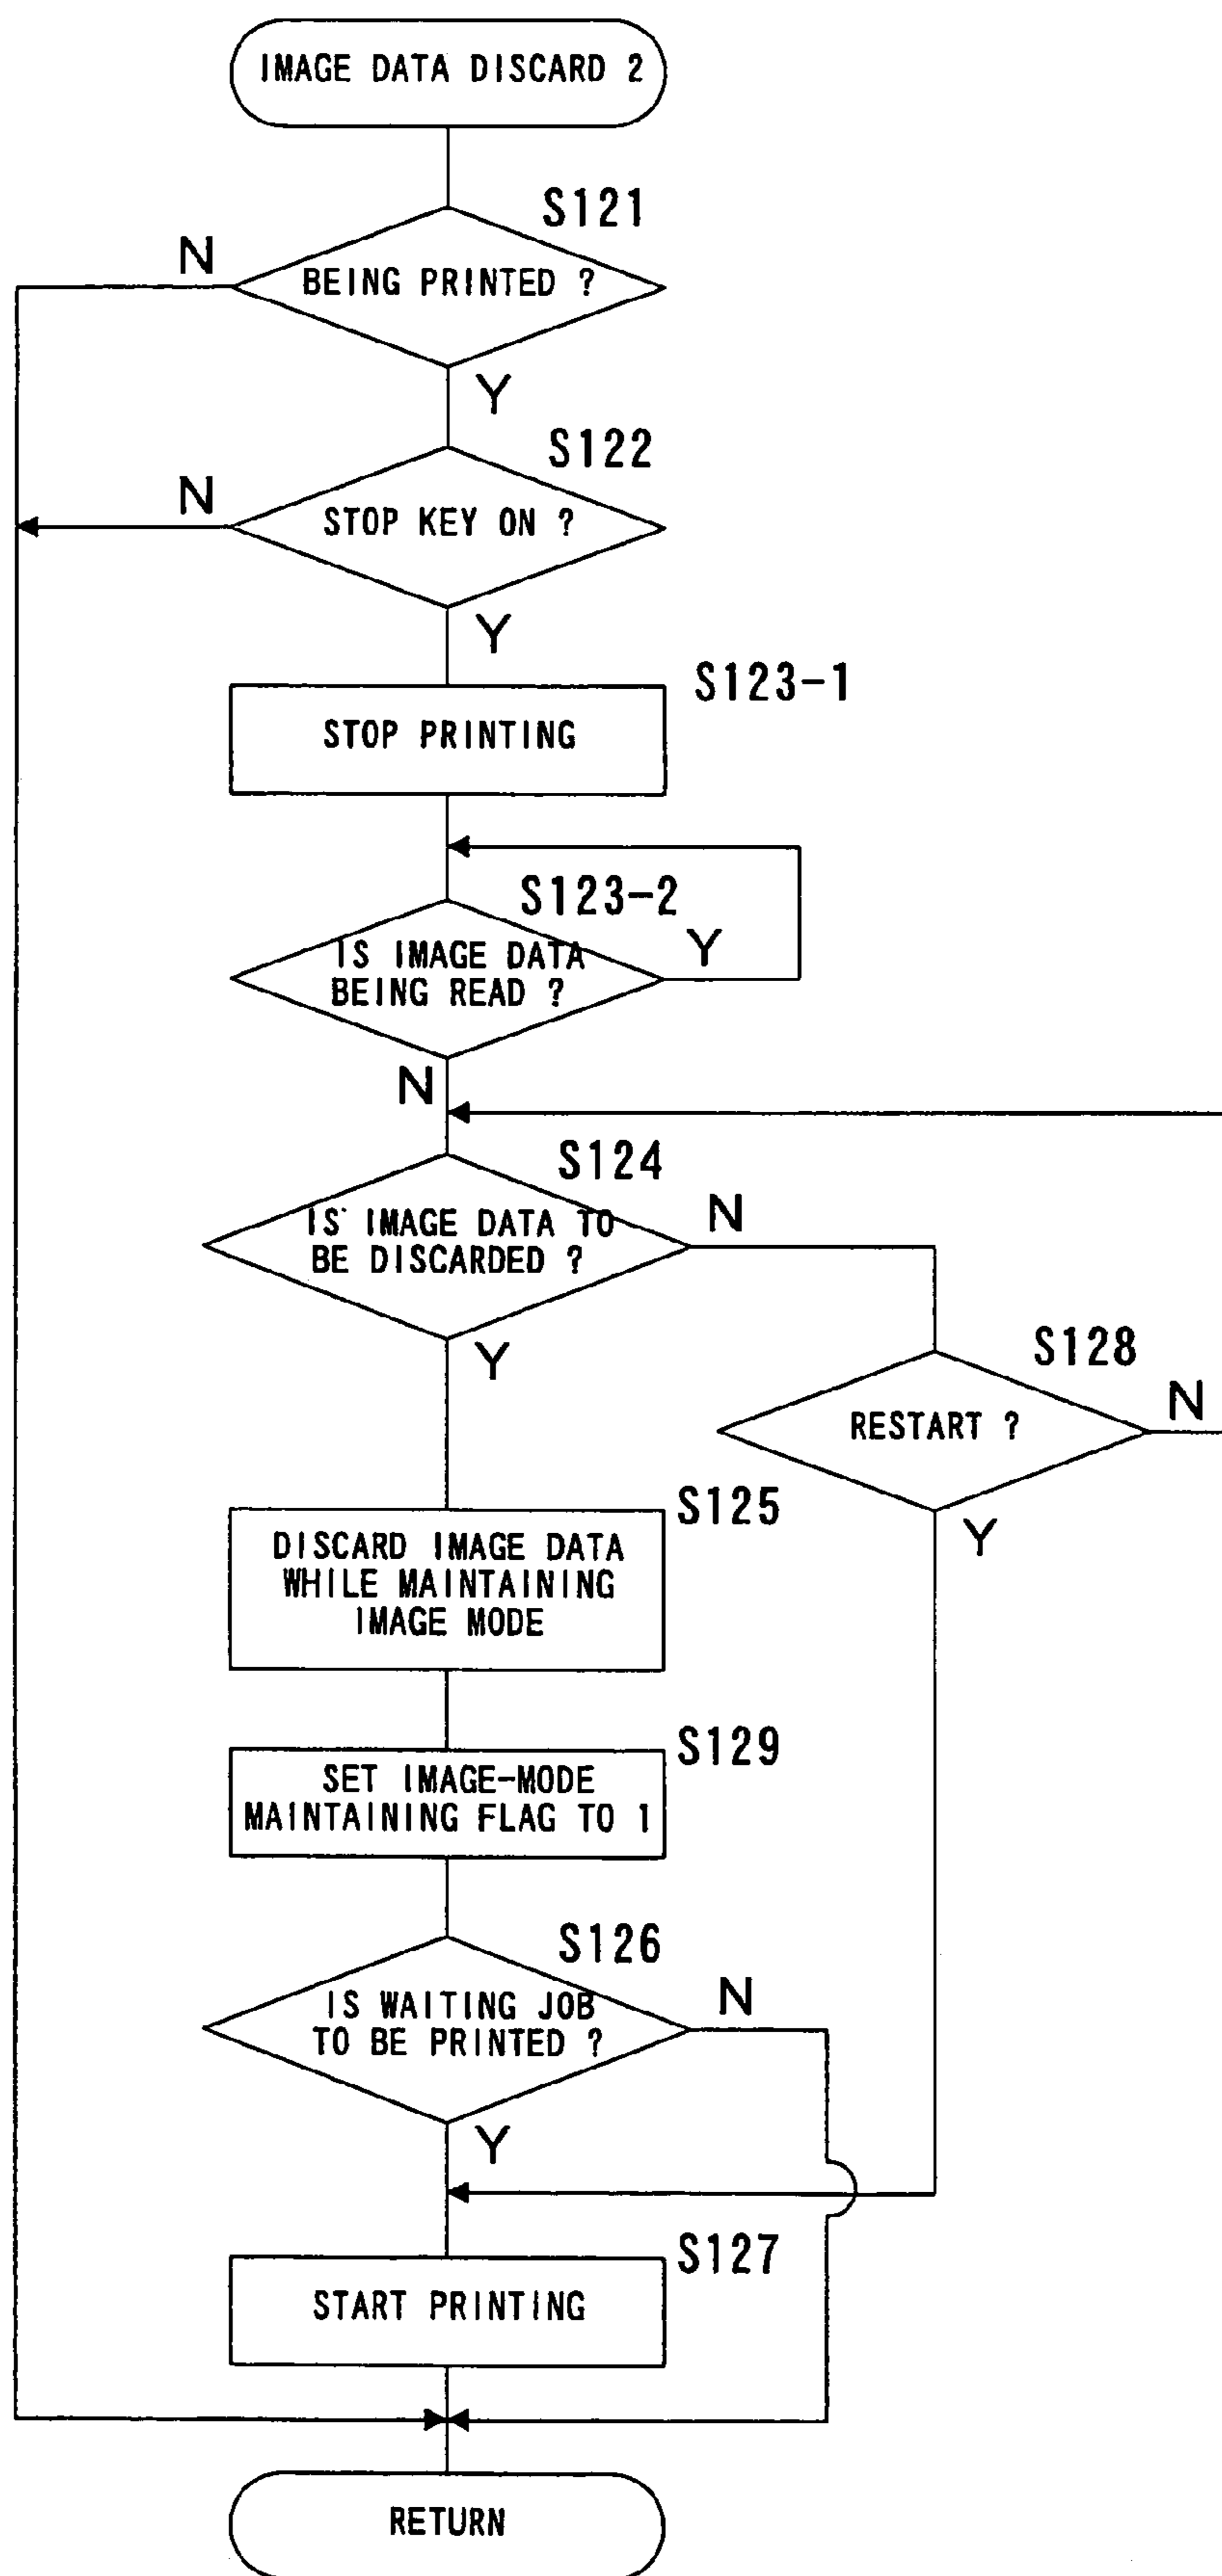 IMAGE DATA DISCARD 2
S121
N
BEING PRINTED ?
Y
S122
N
STOP KEY ON ?
Y
S123-1
STOP PRINTING
S123-2
IS IMAGE DATA
BEING READ ?
Y
N
S124
IS IMAGE DATA TO
BE DISCARDED ?
N
Y
S128
RESTART ?
N
Y
S125
DISCARD IMAGE DATA
WHILE MAINTAINING
IMAGE MODE
S129
SET IMAGE-MODE
MAINTAINING FLAG TO 1
S126
IS WAITING JOB
TO BE PRINTED ?
N
Y
S127
START PRINTING
RETURN